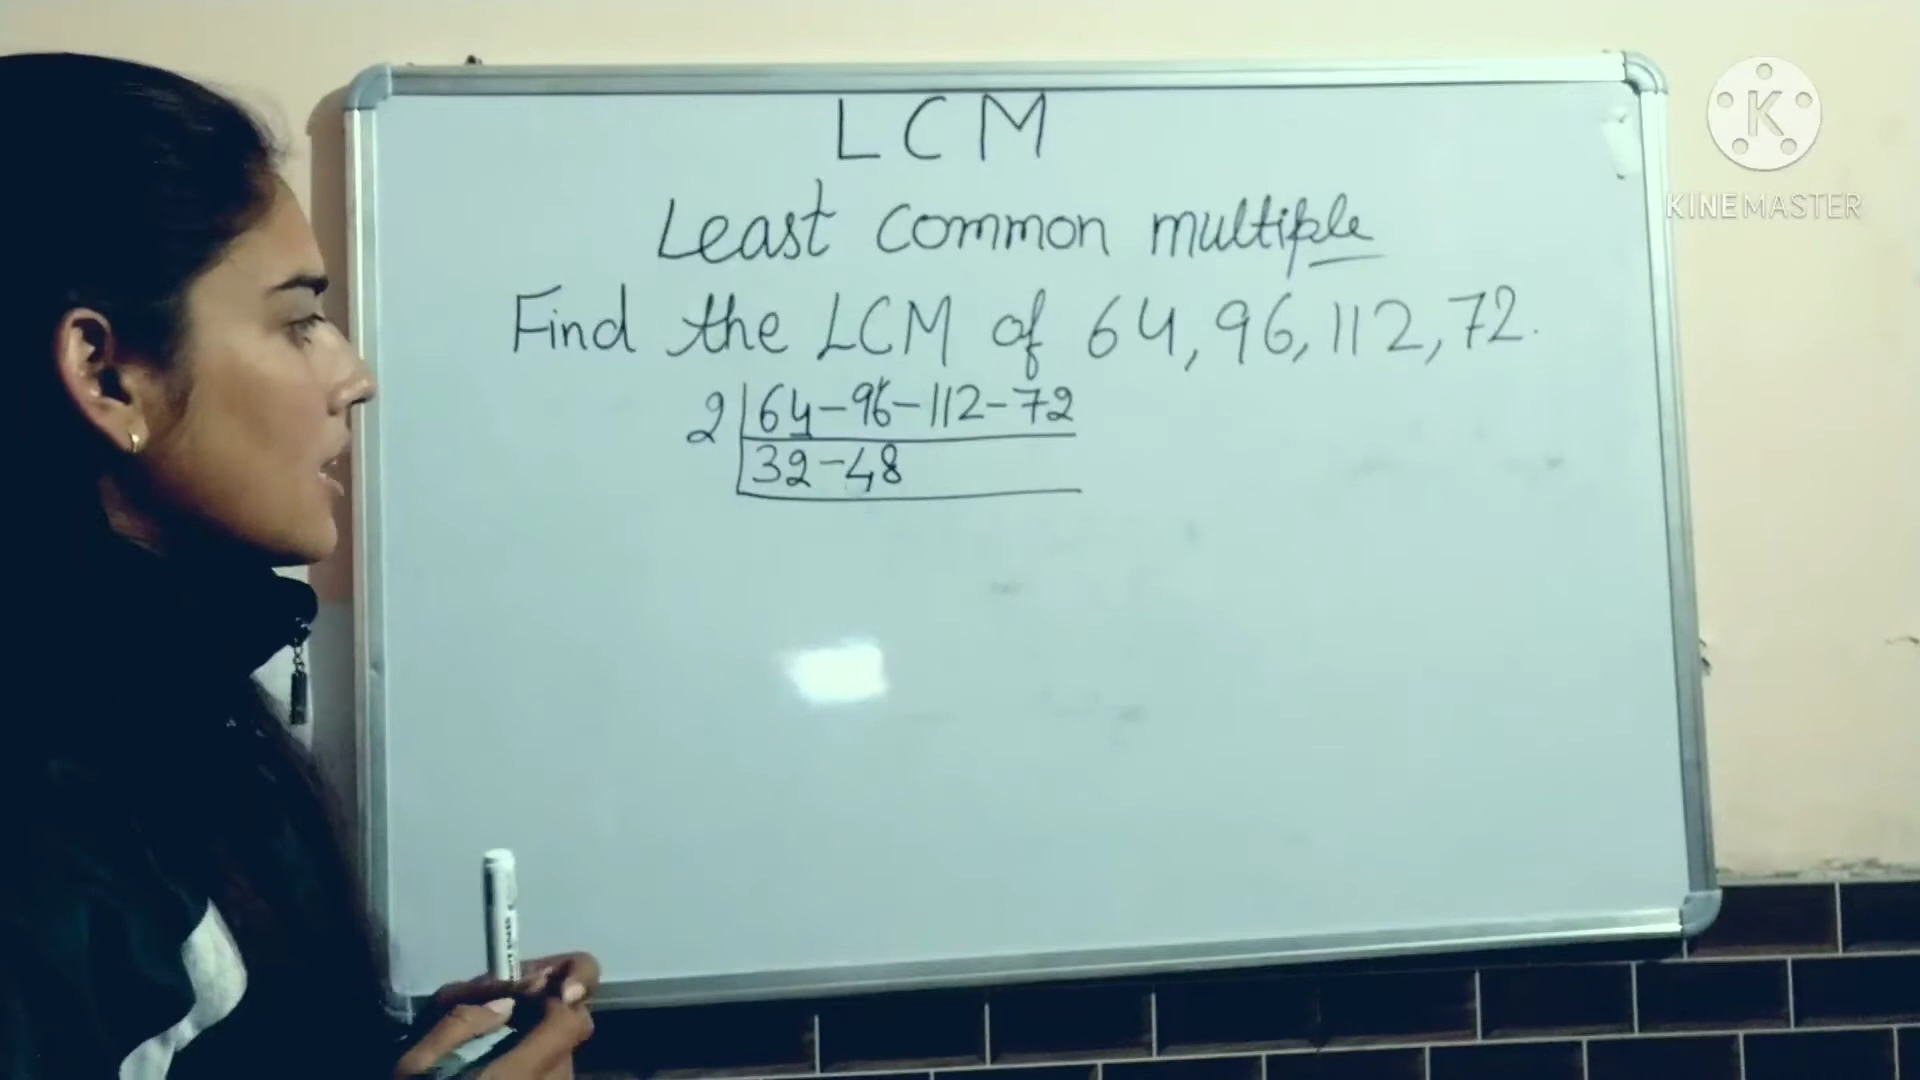 LCM
Least common multiple
Find the LCM of 64, 96, 112, 72.
2 64-96-112-72
32-48
K
KINEMASTER